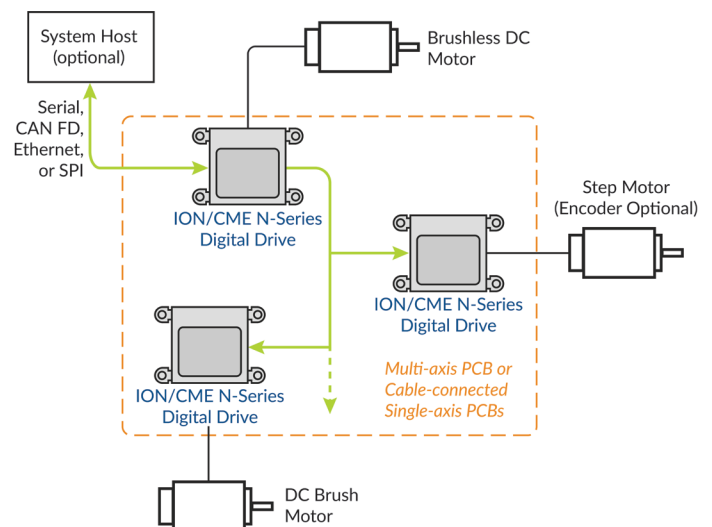 System Host
(optional)
Brushless DC
Motor
Serial,
CAN FD,
Ethernet,
or SPI
ION/CME N-Series
Digital Drive
Step Motor
(Encoder Optional)
ION/CME N-Series
Digital Drive
Multi-axis PCB or
Cable-connected
Single-axis PCBs
ION/CME N-Series
Digital Drive
DC Brush
Motor